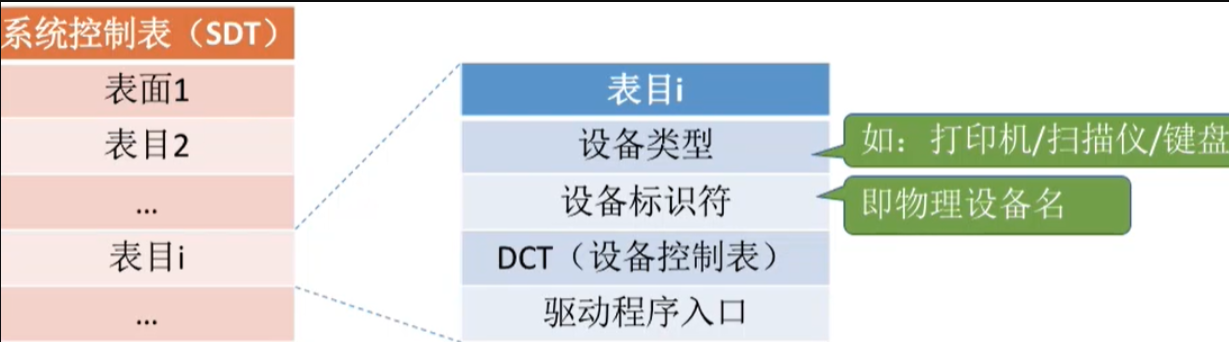 系统控制表（SDT）
表面1
表目2
...
表目i
...
表目i
设备类型
设备标识符
DCT（设备控制表）
驱动程序入口
如：打印机/扫描仪/键盘
即物理设备名